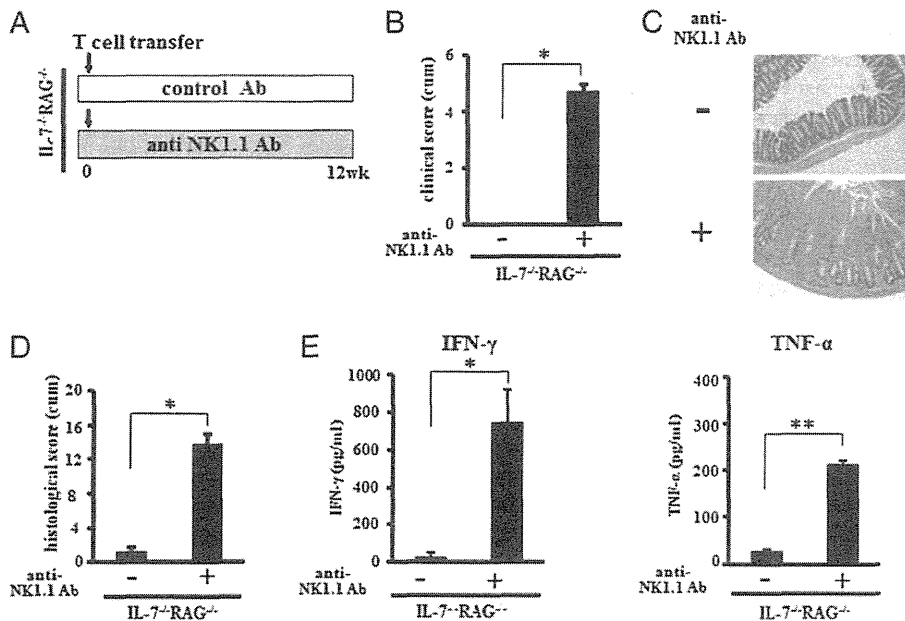 A
T cell transfer
IL-7-/-RAG-/-
control Ab
anti NK1.1 Ab
0
12wk
B
clinical score (cum)
6
4
2
0
*
anti-
NK1.1 Ab
-
+
IL-7-/-RAG-/-
C
anti-
NK1.1 Ab
-
+
D
histological score (cum)
20
16
12
8
4
0
*
anti-
NK1.1 Ab
-
+
IL-7-/-RAG-/-
E
IFN-γ
IFN-γ (pg/ml)
1000
800
600
400
200
0
*
anti-
NK1.1 Ab
-
+
IL-7-/-RAG-/-
TNF-α
TNF-α (pg/ml)
400
300
200
100
0
**
anti-
NK1.1 Ab
-
+
IL-7-/-RAG-/-